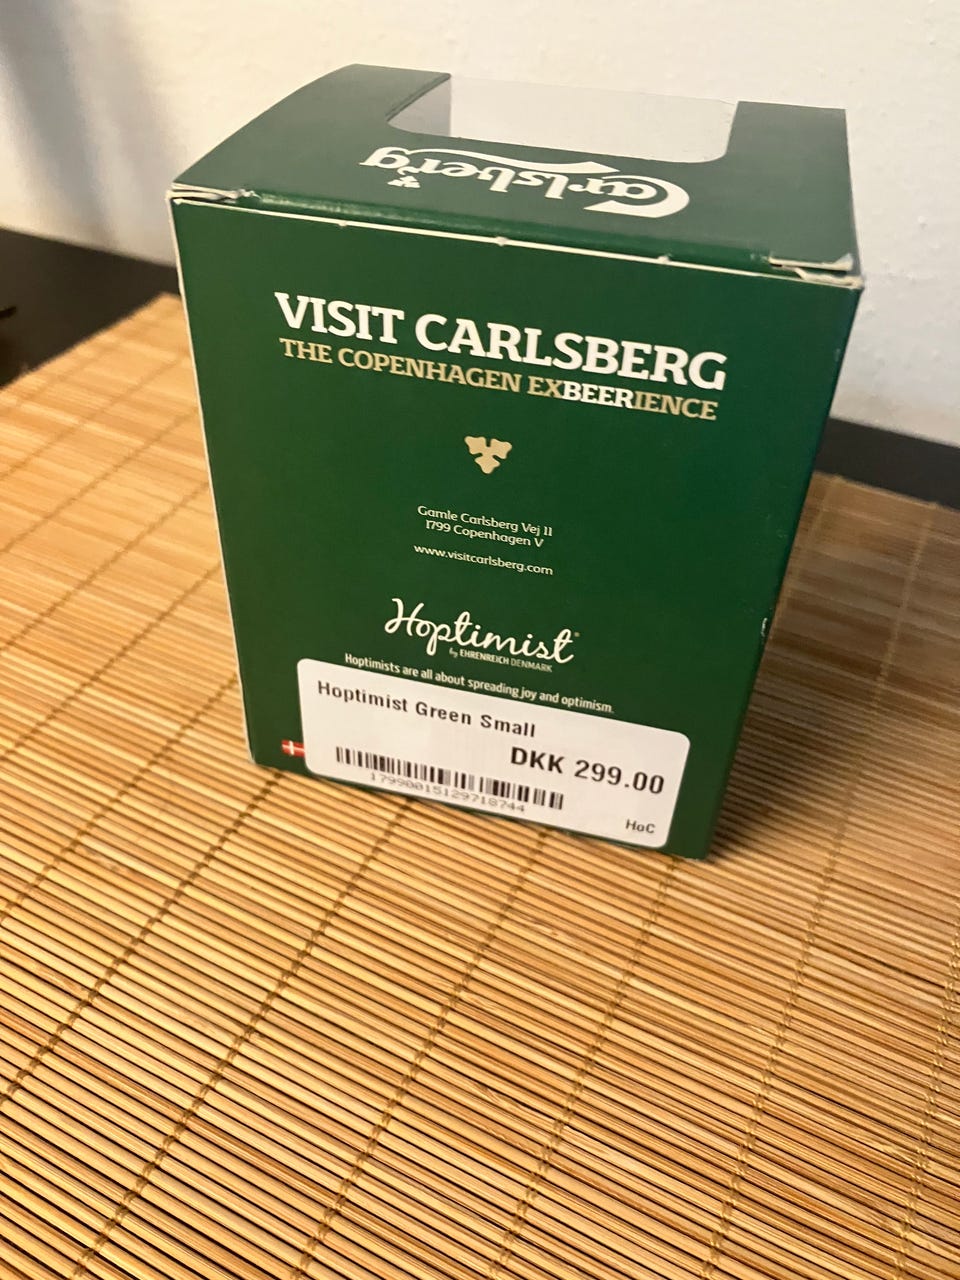 Carlsberg
VISIT CARLSBERG
THE COPENHAGEN EXBEERIENCE
Gamle Carlsberg Vej 11
1799 Copenhagen V
www.visitcarlsberg.com
Hoptimist®
by EHRENREICH DENMARK
Hoptimists are all about spreading joy and optimism.
Hoptimist Green Small
DKK 299.00
17990015129718744
HoC